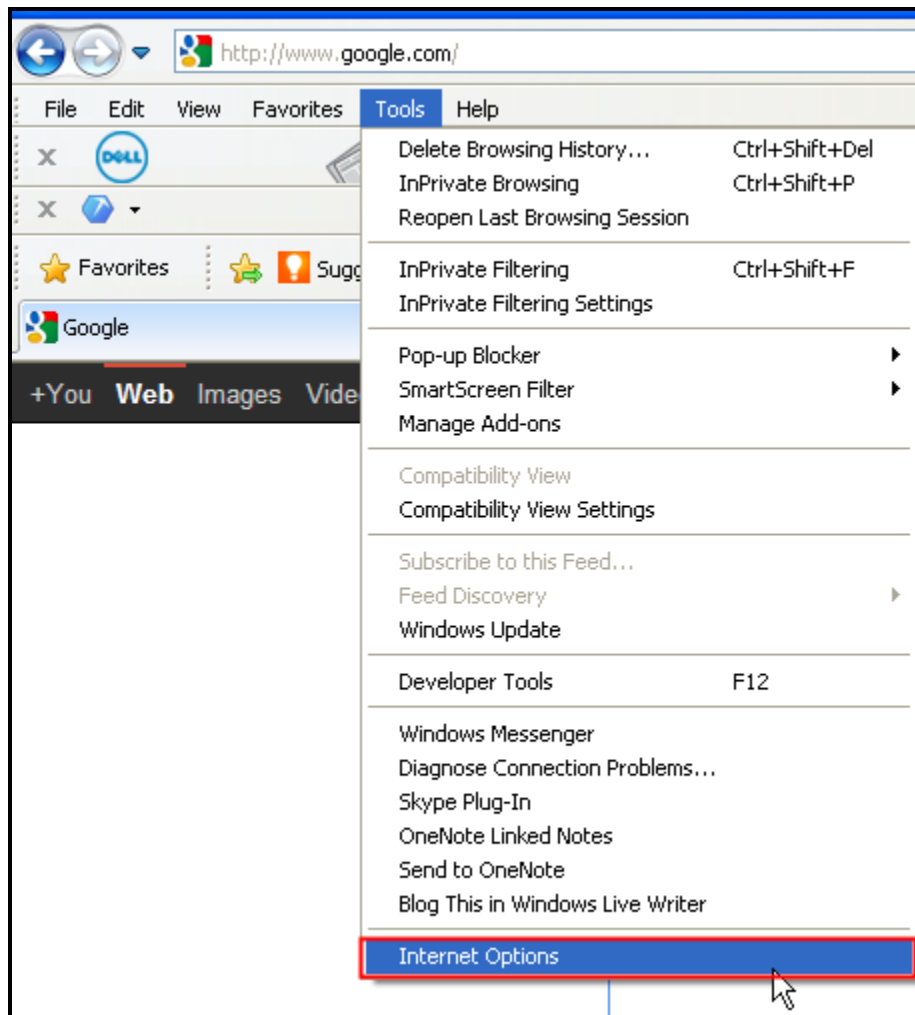 http://www.google.com/
File Edit View Favorites Tools Help
DELL
Favorites
Google
+You Web Images
Delete Browsing History... Ctrl+Shift+Del
InPrivate Browsing Ctrl+Shift+P
Reopen Last Browsing Session
InPrivate Filtering Ctrl+Shift+F
InPrivate Filtering Settings
Pop-up Blocker
SmartScreen Filter
Manage Add-ons
Compatibility View
Compatibility View Settings
Subscribe to this Feed...
Feed Discovery
Windows Update
Developer Tools F12
Windows Messenger
Diagnose Connection Problems...
Skype Plug-In
OneNote Linked Notes
Send to OneNote
Blog This in Windows Live Writer
Internet Options